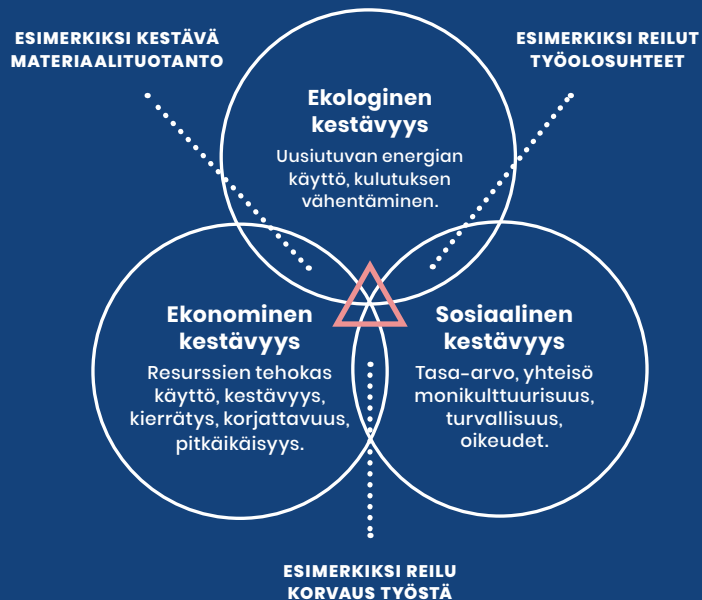 ESIMERKIKSI KESTÄVÄ
MATERIAALITUOTANTO
ESIMERKIKSI REILUT
TYÖOLOSUHTEET
Ekologinen
kestävyys
Uusiutuvan energian
käyttö, kulutuksen
vähentäminen.
Ekonominen
kestävyys
Resurssien tehokas
käyttö, kestävyys,
kierrätys, korjattavuus,
pitkäikäisyys.
Sosiaalinen
kestävyys
Tasa-arvo, yhteisö
monikulttuurisuus,
turvallisuus,
oikeudet.
ESIMERKIKSI REILU
KORVAUS TYÖSTÄ